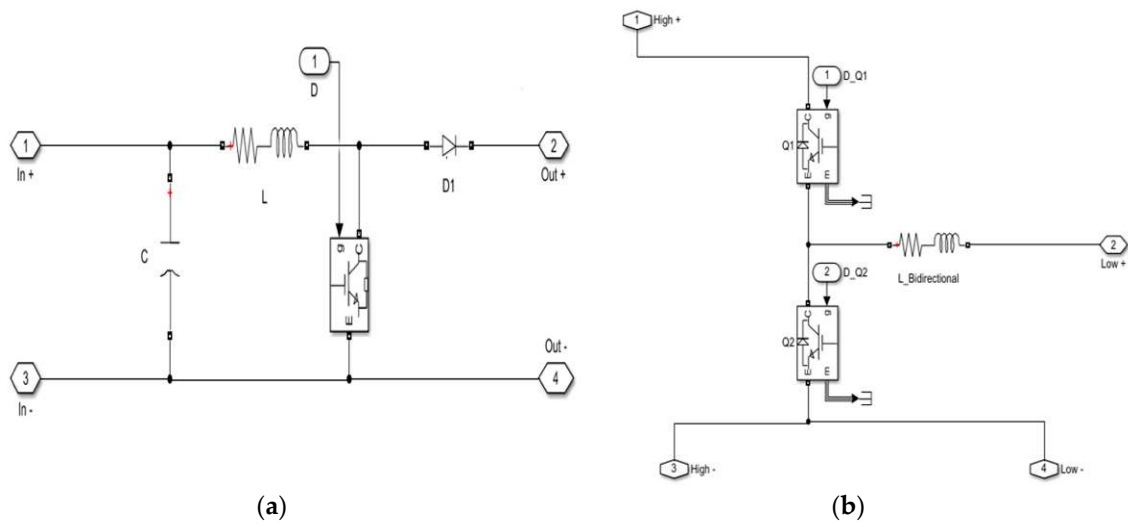 1
In +
C
L
1
D
g
C
E
D1
2
Out +
3
In -
Out -
4
(a)
1
High +
1
D_Q1
C
g
Q1
E
m
L_Bidirectional
2
Low +
2
D_Q2
C
g
Q2
E
m
3
High -
4
Low -
(b)